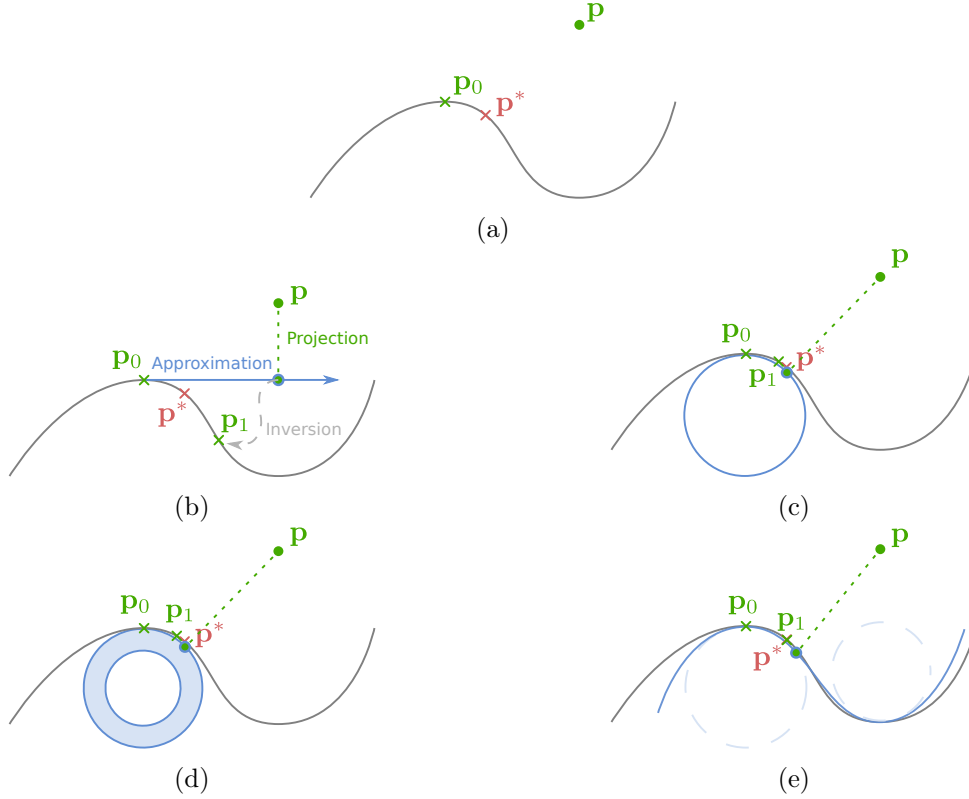 p
p₀
p*
(a)
p
Projection
p₀
Approximation
p*
p₁
Inversion
(b)
p
p₀
p*
p₁
(c)
p
p₀
p₁
p*
(d)
p
p₀
p₁
p*
(e)